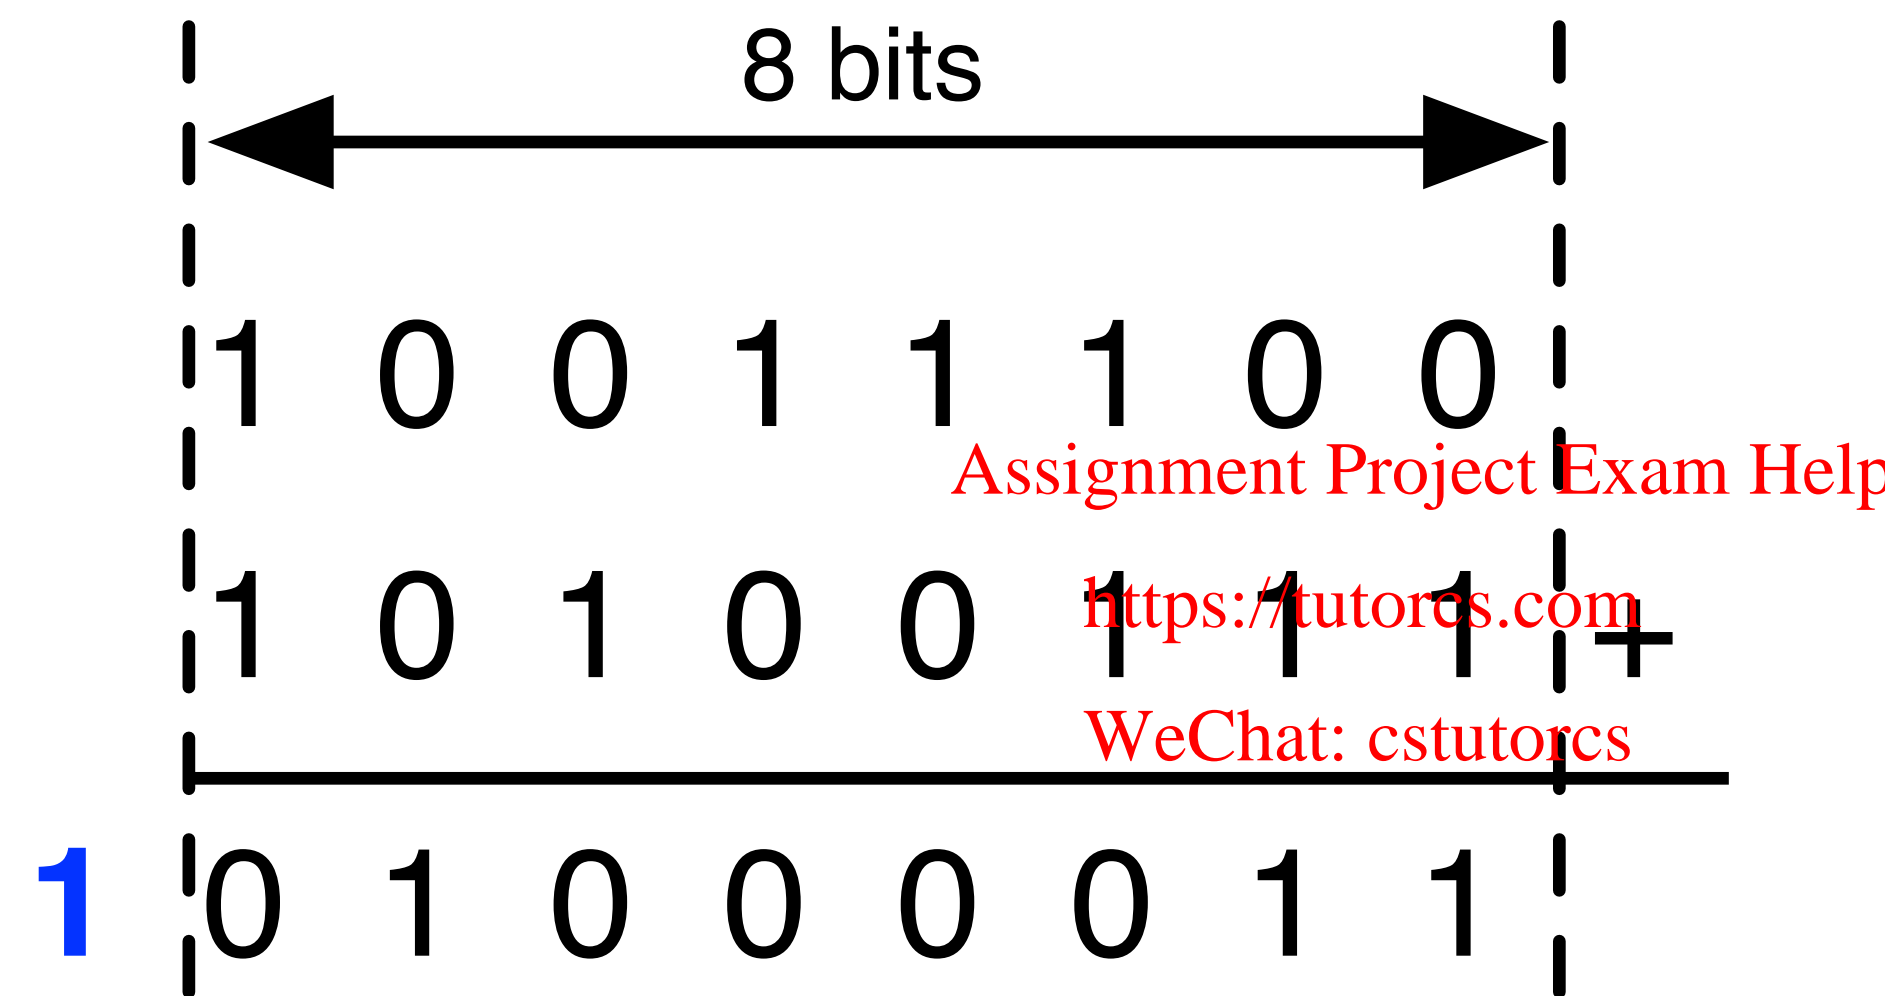 8 bits
1 0 0 1 1 1 0 0
Assignment Project Exam Help
1 0 1 0 0 1 1 1 +
https://tutorcs.com
WeChat: cstutorcs
1 0 1 0 0 0 0 1 1